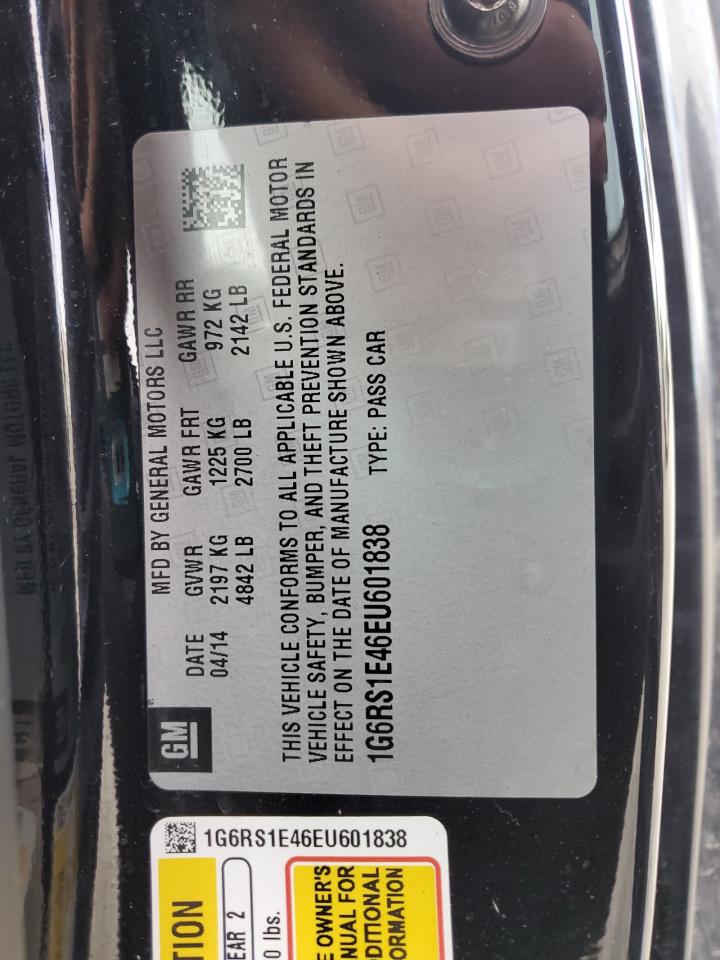 GM
MFD BY GENERAL MOTORS LLC
DATE GVWR GAWR FRT GAWR RR
04/14 2197 KG 1225 KG 972 KG
4842 LB 2700 LB 2142 LB
THIS VEHICLE CONFORMS TO ALL APPLICABLE U.S. FEDERAL MOTOR
VEHICLE SAFETY, BUMPER, AND THEFT PREVENTION STANDARDS IN
EFFECT ON THE DATE OF MANUFACTURE SHOWN ABOVE.
1G6RS1E46EU601838 TYPE: PASS CAR
1G6RS1E46EU601838
TION
EAR 2
0 lbs.
E OWNER'S
NUAL FOR
DDITIONAL
ORMATION